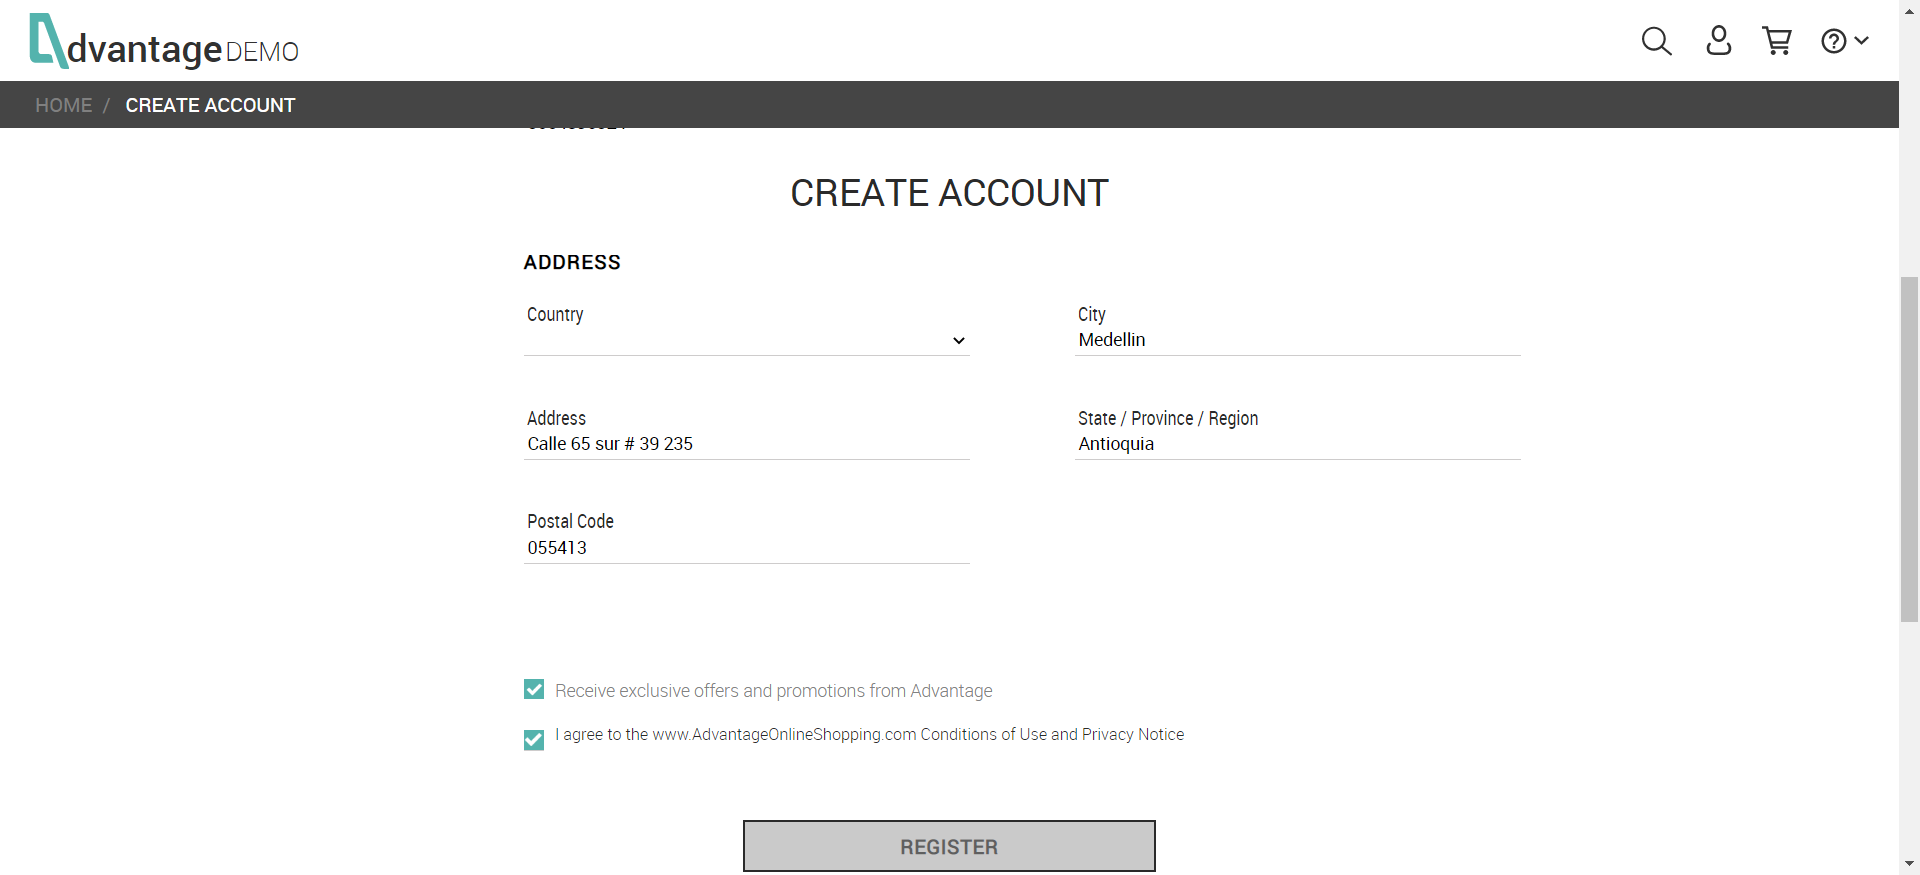 dvantage DEMO
HOME / CREATE ACCOUNT
CREATE ACCOUNT
ADDRESS
Country
City
Medellin
Address
Calle 65 sur # 39 235
State / Province / Region
Antioquia
Postal Code
055413
Receive exclusive offers and promotions from Advantage
I agree to the www.AdvantageOnlineShopping.com Conditions of Use and Privacy Notice
REGISTER